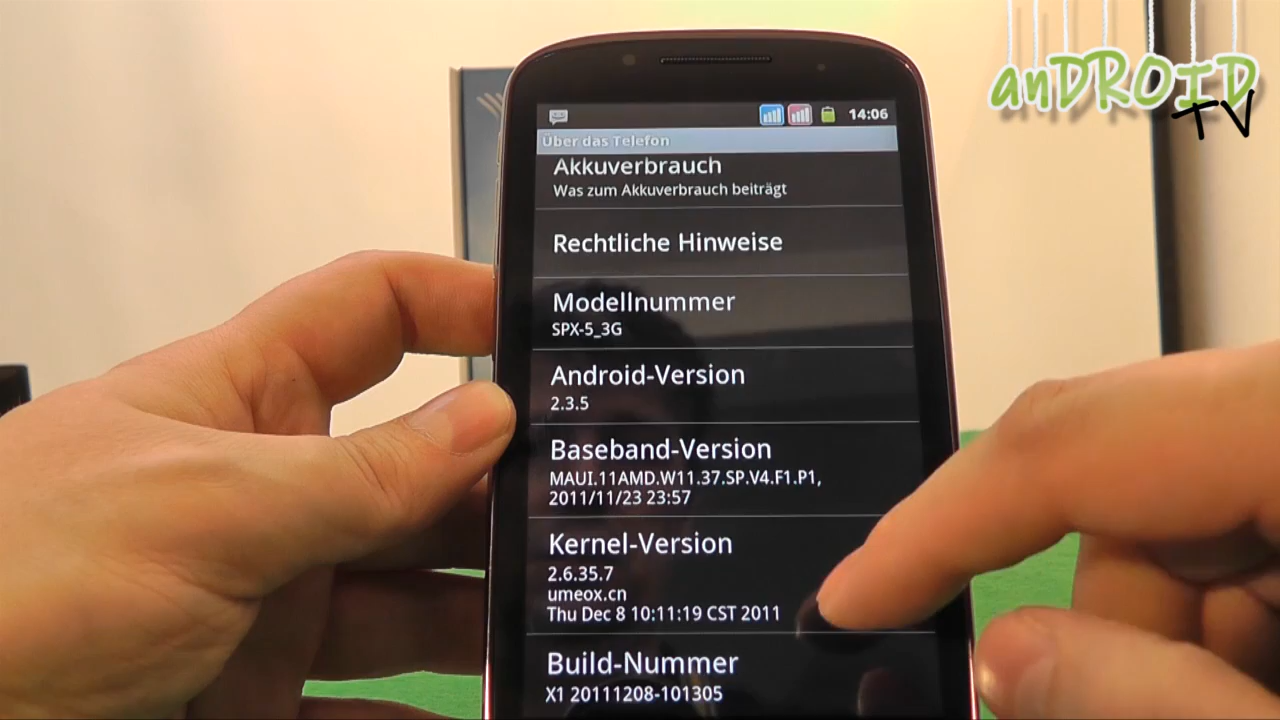 anDROID
TV
14:06
Über das Telefon
Akkuverbrauch
Was zum Akkuverbrauch beiträgt
Rechtliche Hinweise
Modellnummer
SPX-5_3G
Android-Version
2.3.5
Baseband-Version
MAUI.11AMD.W11.37.SP.V4.F1.P1,
2011/11/23 23:57
Kernel-Version
2.6.35.7
umeox.cn
Thu Dec 8 10:11:19 CST 2011
Build-Nummer
X1 20111208-101305